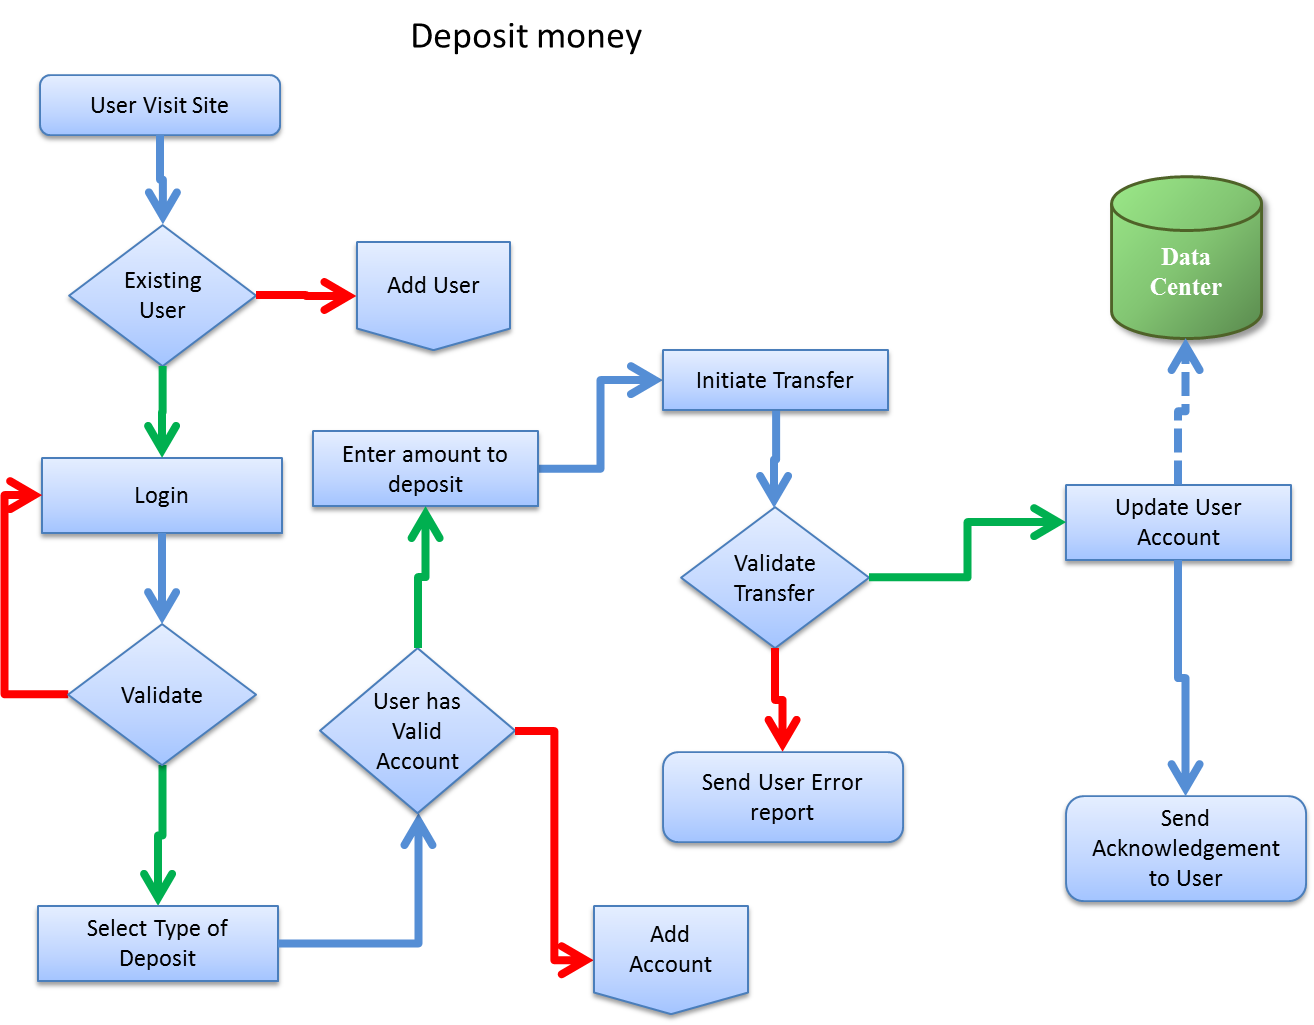 Deposit money
User Visit Site
Existing
User
Add User
Login
Validate
Select Type of
Deposit
User has
Valid
Account
Add
Account
Enter amount to
deposit
Initiate Transfer
Validate
Transfer
Send User Error
report
Update User
Account
Data
Center
Send
Acknowledgement
to User